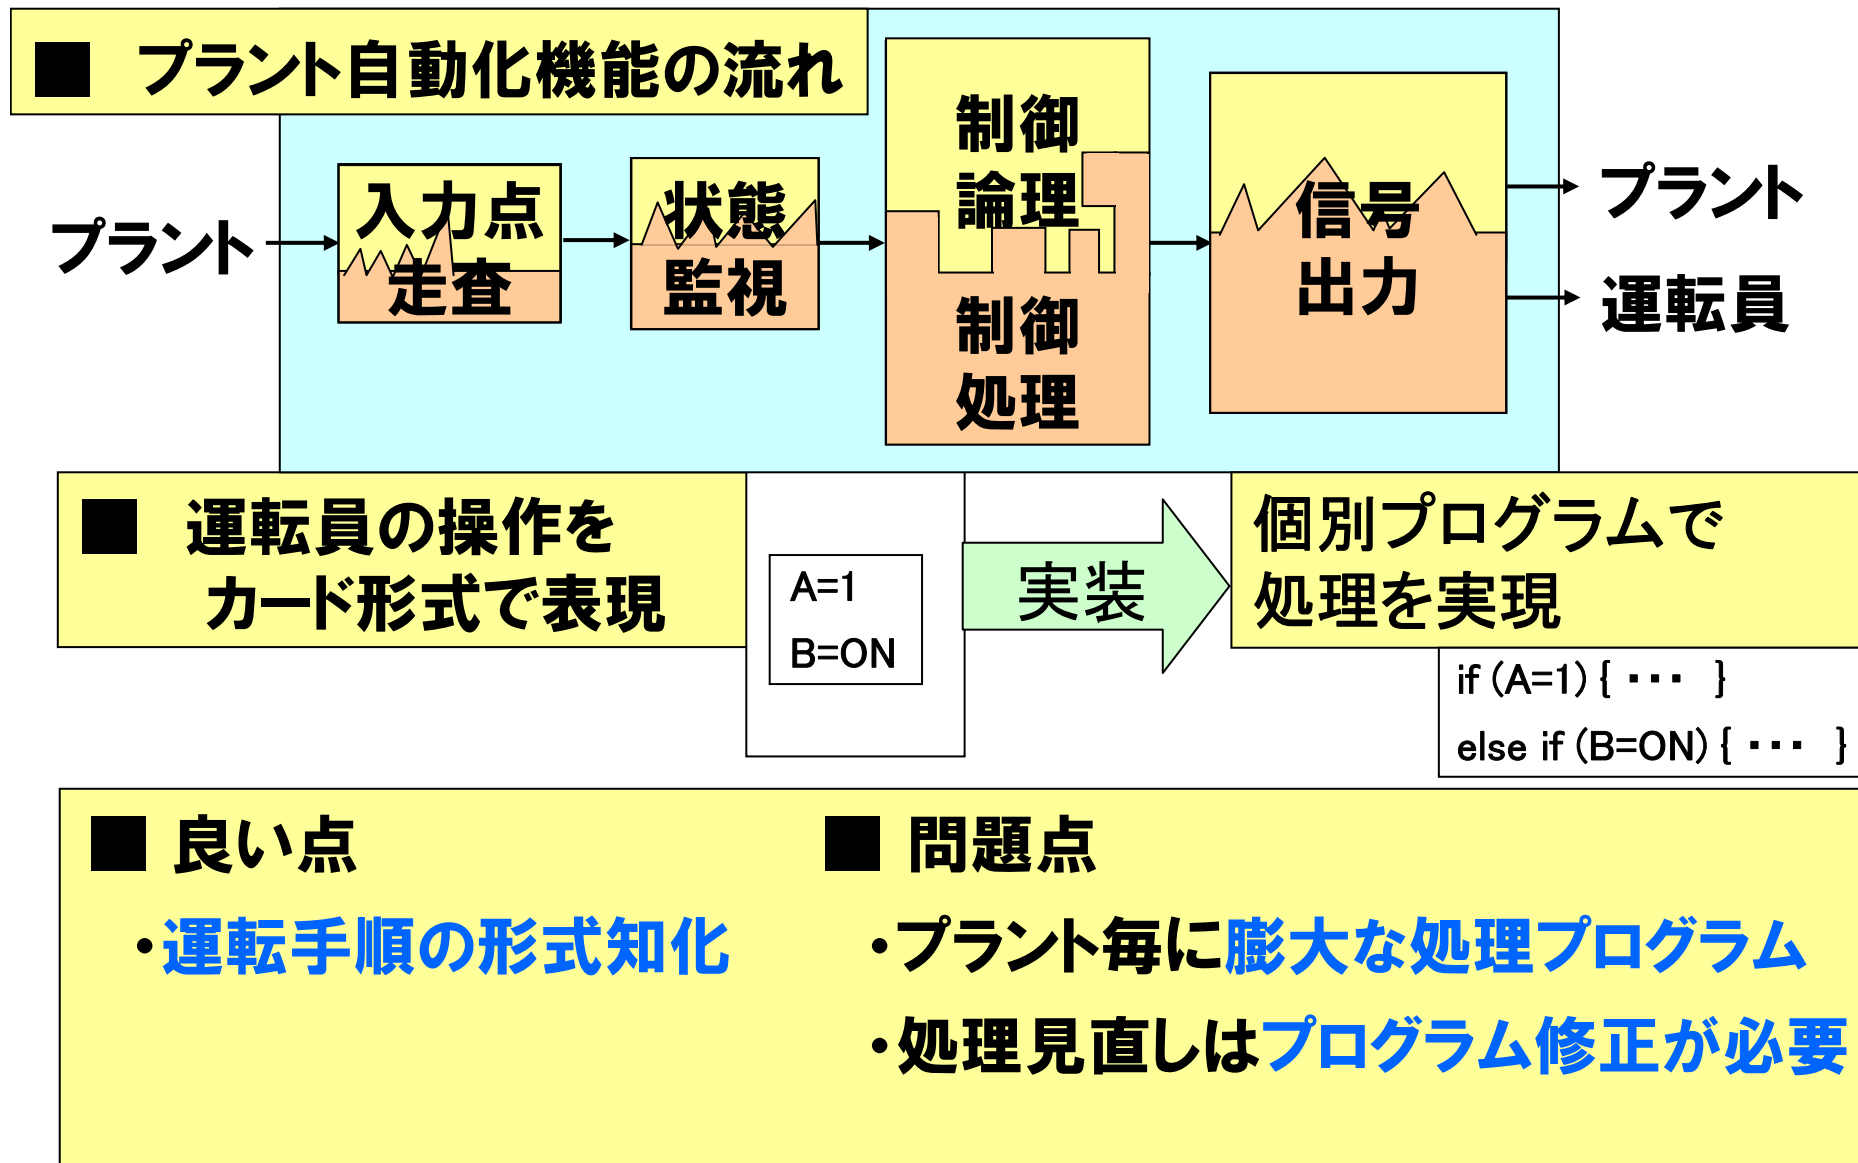 ■ プラント自動化機能の流れ
プラント
入力点
走査
状態
監視
制御
論理
制御
処理
信号
出力
プラント
運転員
■ 運転員の操作を
カード形式で表現
A=1
B=ON
実装
個別プログラムで
処理を実現
if (A=1) { ・・・ }
else if (B=ON) { ・・・ }
■ 良い点
・運転手順の形式知化
■ 問題点
・プラント毎に膨大な処理プログラム
・処理見直しはプログラム修正が必要